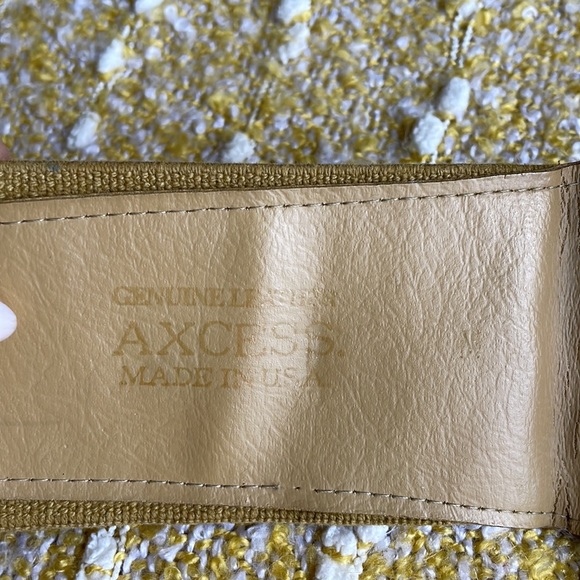 GENUINE LEATHER
AXCESS.
MADE IN U.S.A.